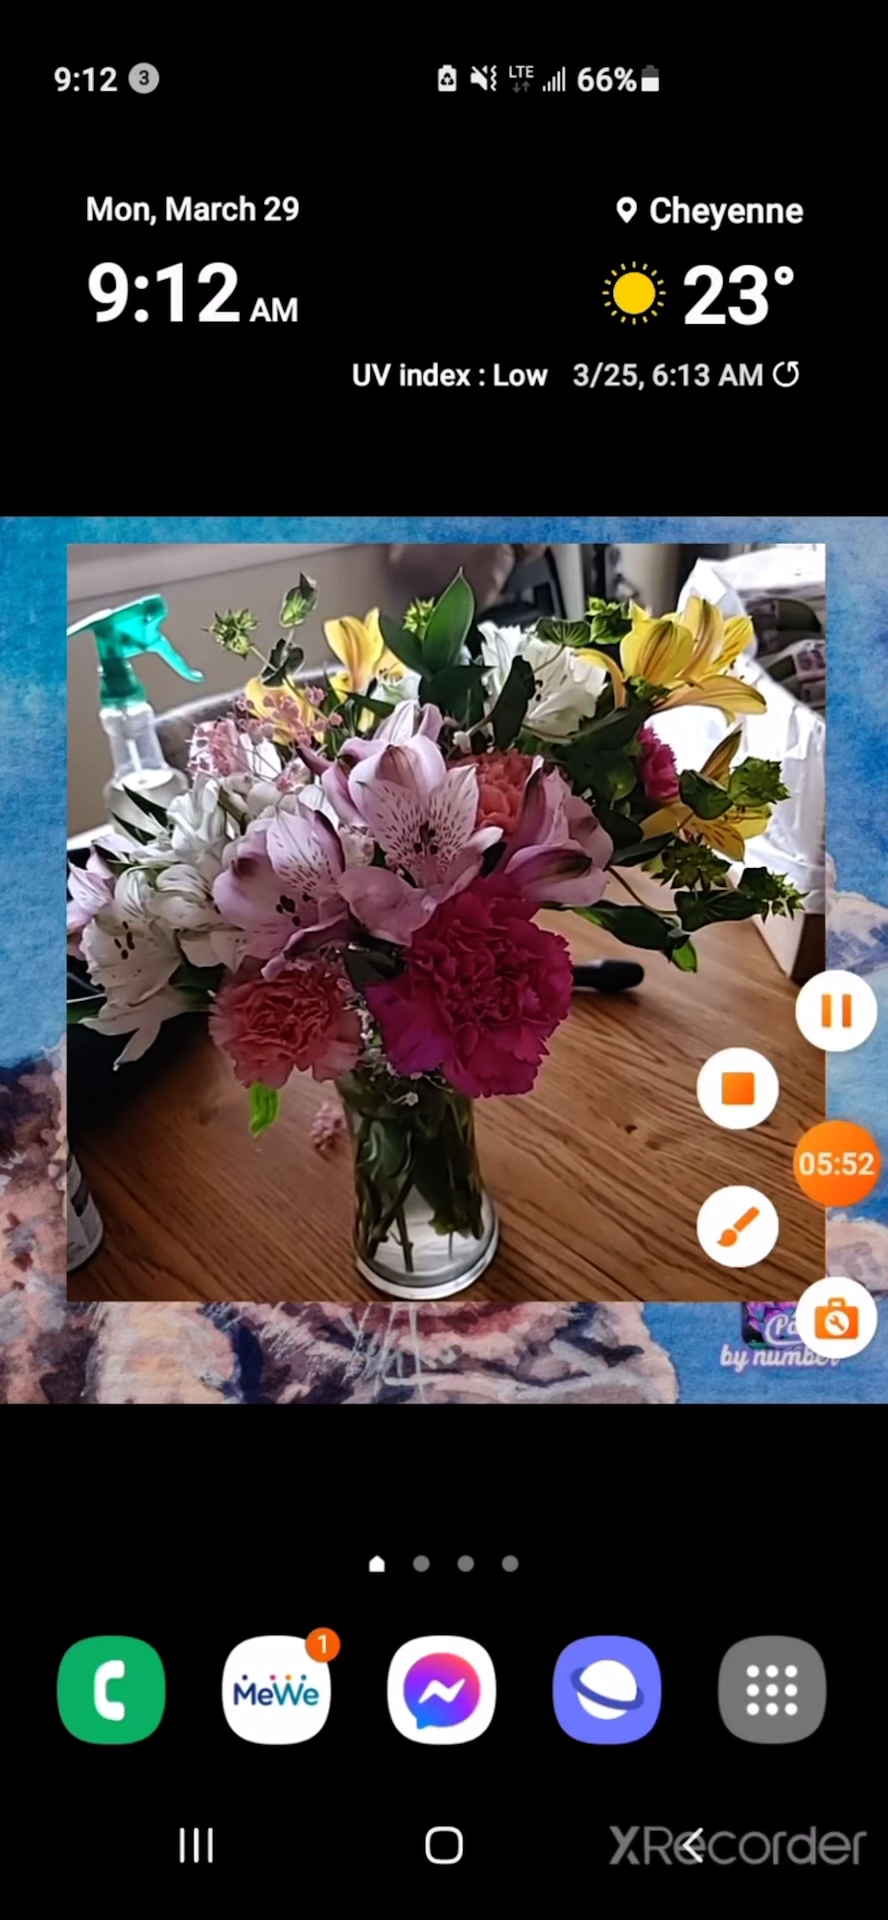 9:12 3 LTE 66%
Mon, March 29
Cheyenne
9:12 AM
23°
UV index : Low 3/25, 6:13 AM
05:52
by number
1
MeWe
XRecorder